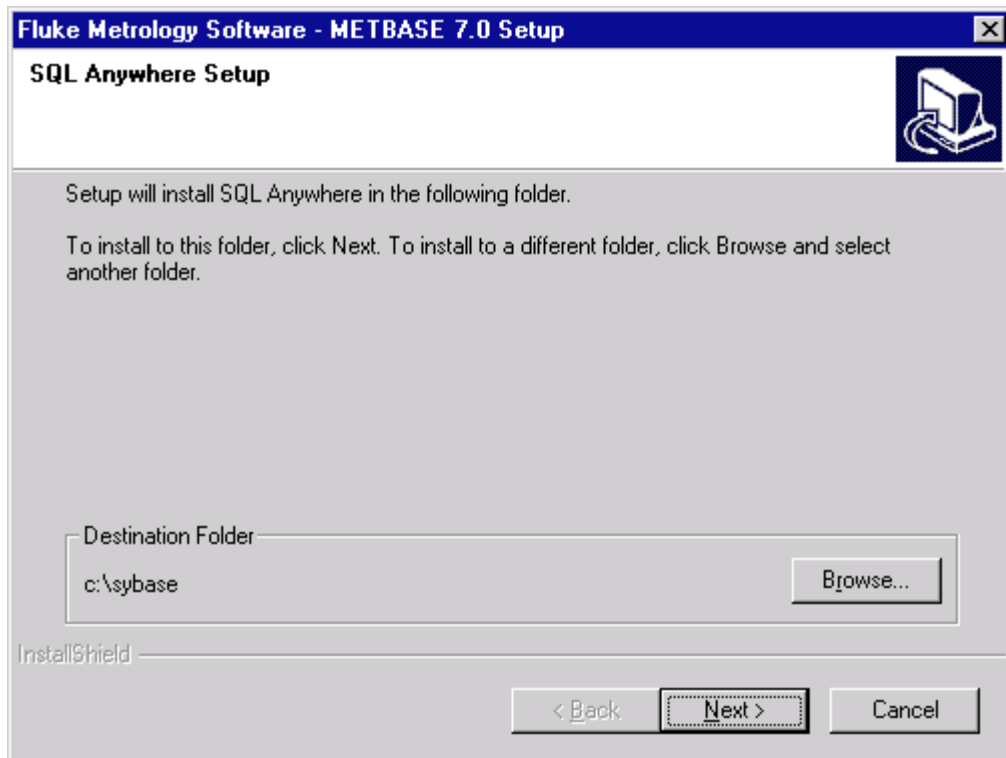 Fluke Metrology Software - METBASE 7.0 Setup
SQL Anywhere Setup
Setup will install SQL Anywhere in the following folder.
To install to this folder, click Next. To install to a different folder, click Browse and select
another folder.
Destination Folder
c:\sybase
Browse...
InstallShield
< Back
Next >
Cancel